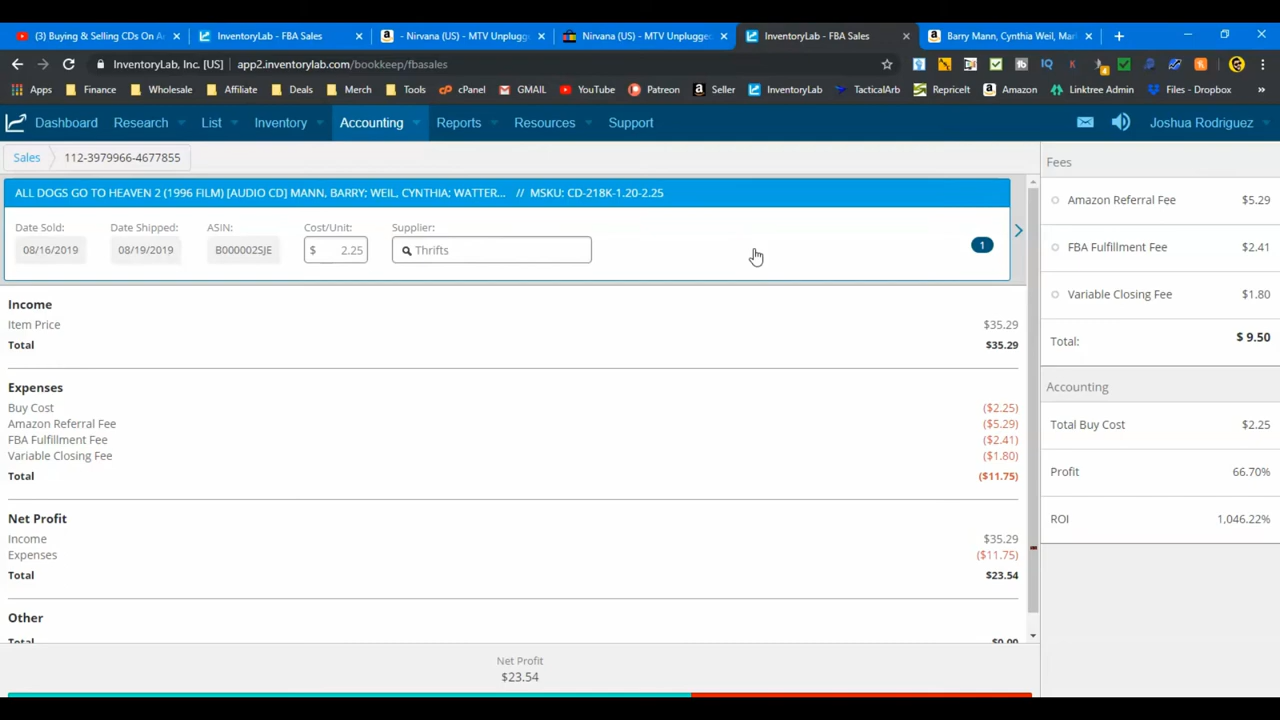 (3) Buying & Selling CDs On A
InventoryLab - FBA Sales
- Nirvana (US) - MTV Unplugg
Nirvana (US) - MTV Unplugged
InventoryLab - FBA Sales
Barry Mann, Cynthia Weil, Mar
InventoryLab, Inc. [US] app2.inventorylab.com/bookkeep/fbasales
Apps Finance Wholesale Affiliate Deals Merch Tools cPanel GMAIL YouTube Patreon Seller InventoryLab TacticalArb RepriceIt Amazon Linktree Admin Files - Dropbox »
Dashboard Research List Inventory Accounting Reports Resources Support Joshua Rodriguez
Sales 112-3979966-4677855
ALL DOGS GO TO HEAVEN 2 (1996 FILM) [AUDIO CD] MANN, BARRY; WEIL, CYNTHIA; WATTER... // MSKU: CD-218K-1.20-2.25
Date Sold: Date Shipped: ASIN: Cost/Unit: Supplier:
08/16/2019 08/19/2019 B000002SJE $ 2.25 Thrifts 1
Income
Item Price $35.29
Total $35.29
Expenses
Buy Cost ($2.25)
Amazon Referral Fee ($5.29)
FBA Fulfillment Fee ($2.41)
Variable Closing Fee ($1.80)
Total ($11.75)
Net Profit
Income $35.29
Expenses ($11.75)
Total $23.54
Other
Total $0.00
Net Profit
$23.54
Fees
Amazon Referral Fee $5.29
FBA Fulfillment Fee $2.41
Variable Closing Fee $1.80
Total: $ 9.50
Accounting
Total Buy Cost $2.25
Profit 66.70%
ROI 1,046.22%